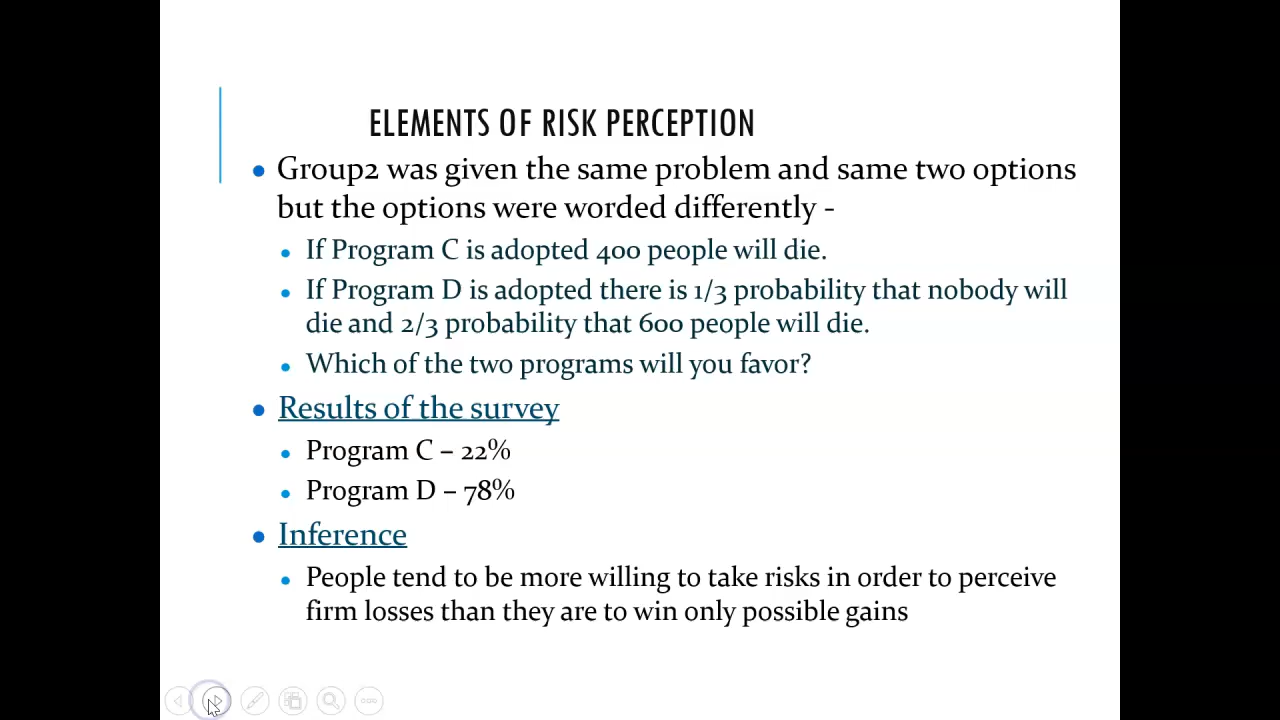 ELEMENTS OF RISK PERCEPTION
• Group2 was given the same problem and same two options
but the options were worded differently -
• If Program C is adopted 400 people will die.
• If Program D is adopted there is 1/3 probability that nobody will
die and 2/3 probability that 600 people will die.
• Which of the two programs will you favor?
• Results of the survey
• Program C – 22%
• Program D – 78%
• Inference
• People tend to be more willing to take risks in order to perceive
firm losses than they are to win only possible gains